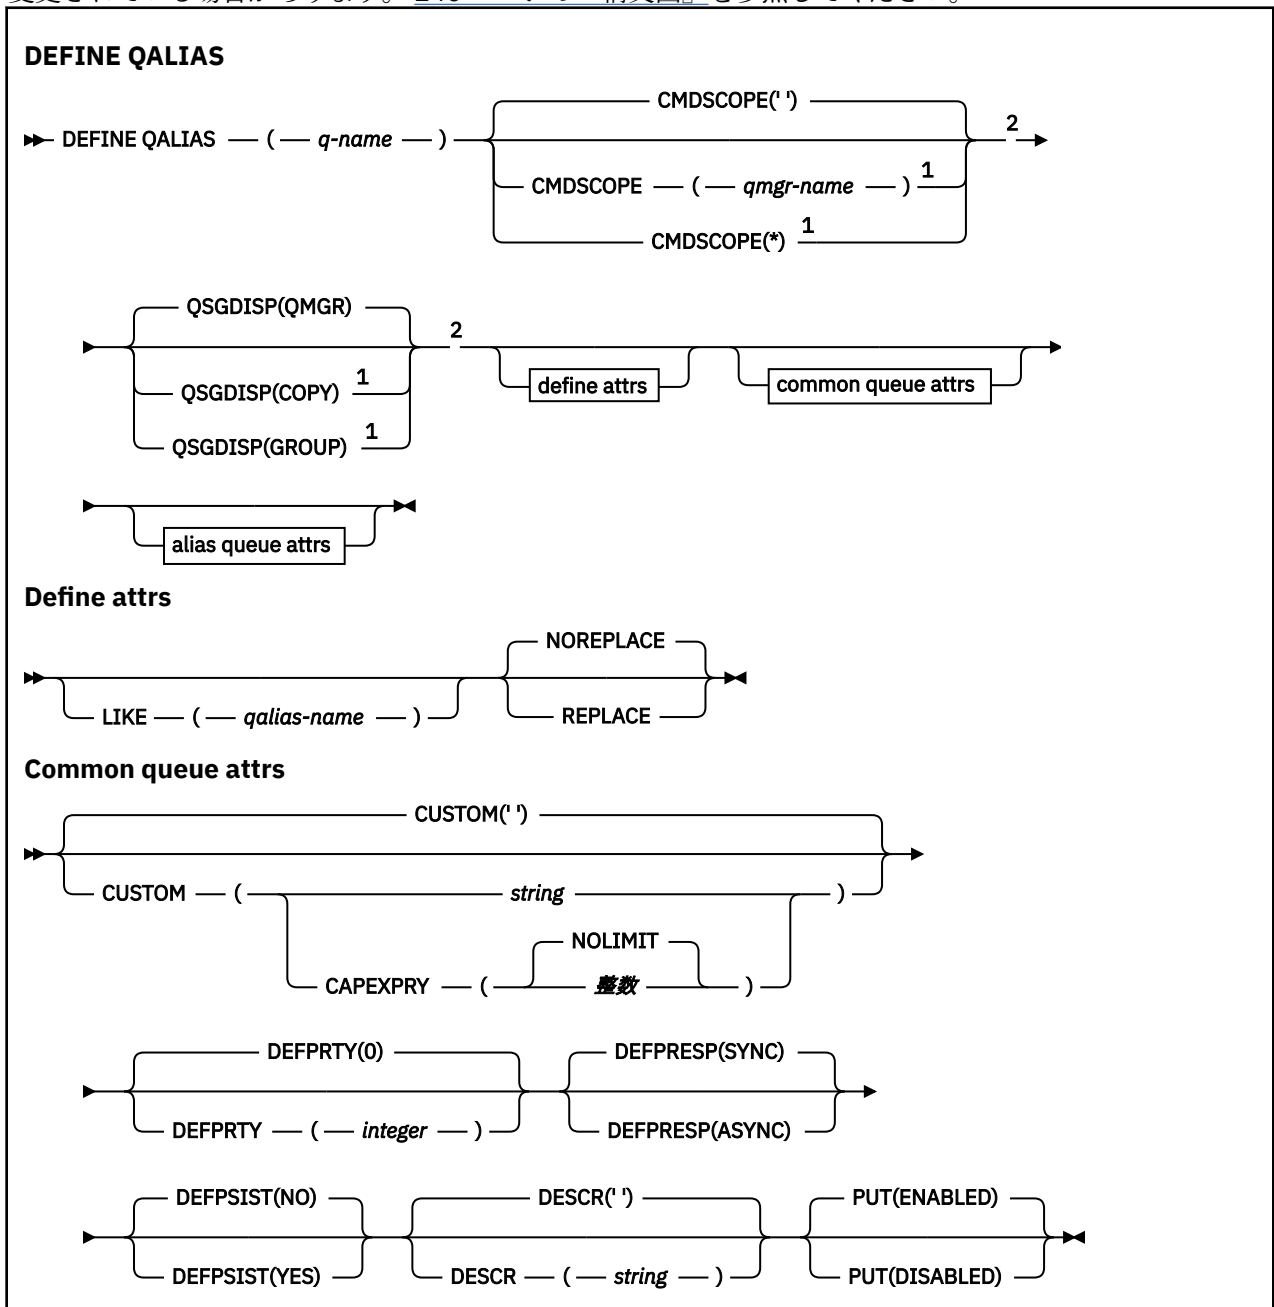 DEFINE QALIAS
CMDSCOPE(' ')
DEFINE QALIAS ( q-name ) 2
CMDSCOPE ( qmgr-name ) 1
CMDSCOPE(*) 1
QSGDISP(QMGR)
2
QSGDISP(COPY) 1
define attrs
common queue attrs
QSGDISP(GROUP) 1
alias queue attrs
Define attrs
NOREPLACE
LIKE ( qalias-name )
REPLACE
Common queue attrs
CUSTOM(' ')
CUSTOM ( string )
NOLIMIT
CAPEXPRY ( 整数 )
DEFPRTY(0)
DEFPRESP(SYNC)
DEFPRTY ( integer )
DEFPRESP(ASYNC)
DEFPSIST(NO)
DESCR(' ')
PUT(ENABLED)
DEFPSIST(YES)
DESCR ( string )
PUT(DISABLED)